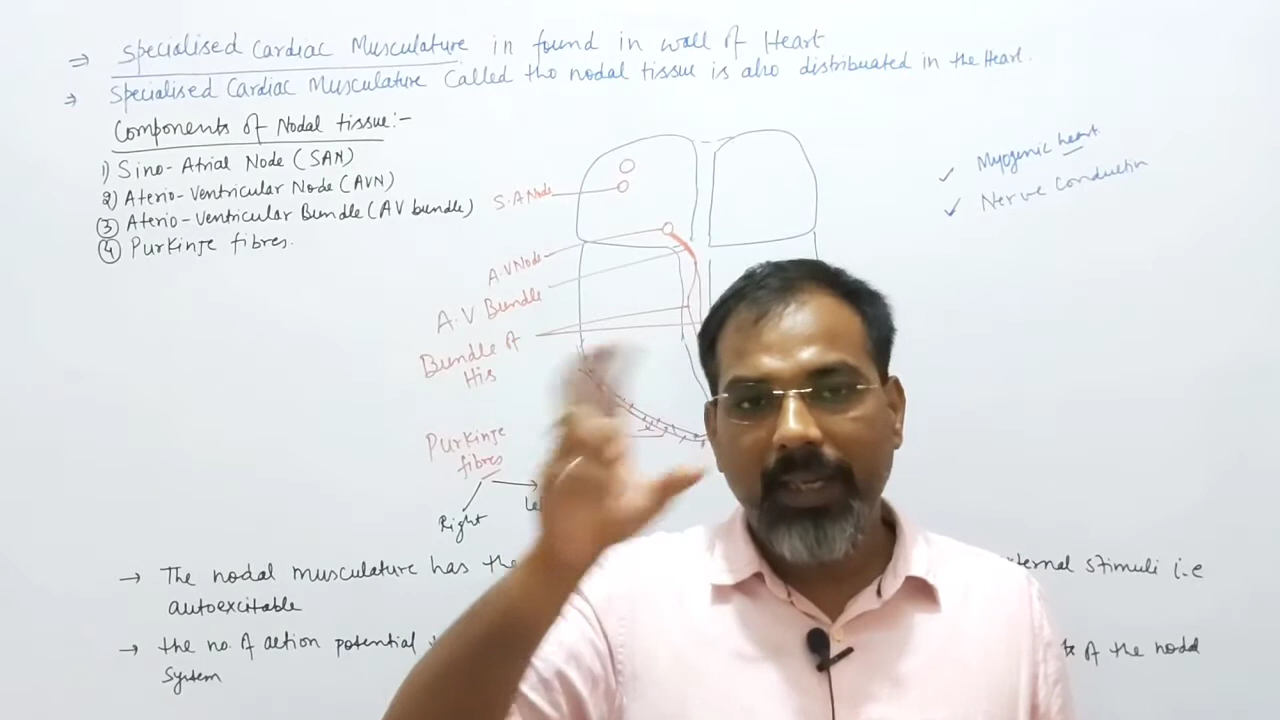 ⇒ Specialised Cardiac Musculature in found in wall of Heart
⇒ Specialised Cardiac Musculature Called tho nodal tissue is also distribuated in the Heart.
Components of Nodal tissue:-
1) Sino-Atrial Node (SAN)
2) Aterio-Ventricular Node (AVN)
③ Aterio-Ventricular Bundle (AV bundle)
④ Purkinje fibres.
✓ Myogenic heart
✓ Nerve Conduction
S.A Node
A.V Node
A.V Bundle
Bundle of
His
Purkinje
fibres
Right
→ The nodal musculature has the ternal stimuli i.e
autoexcitable
→ the no. of action potential of the nodal
System